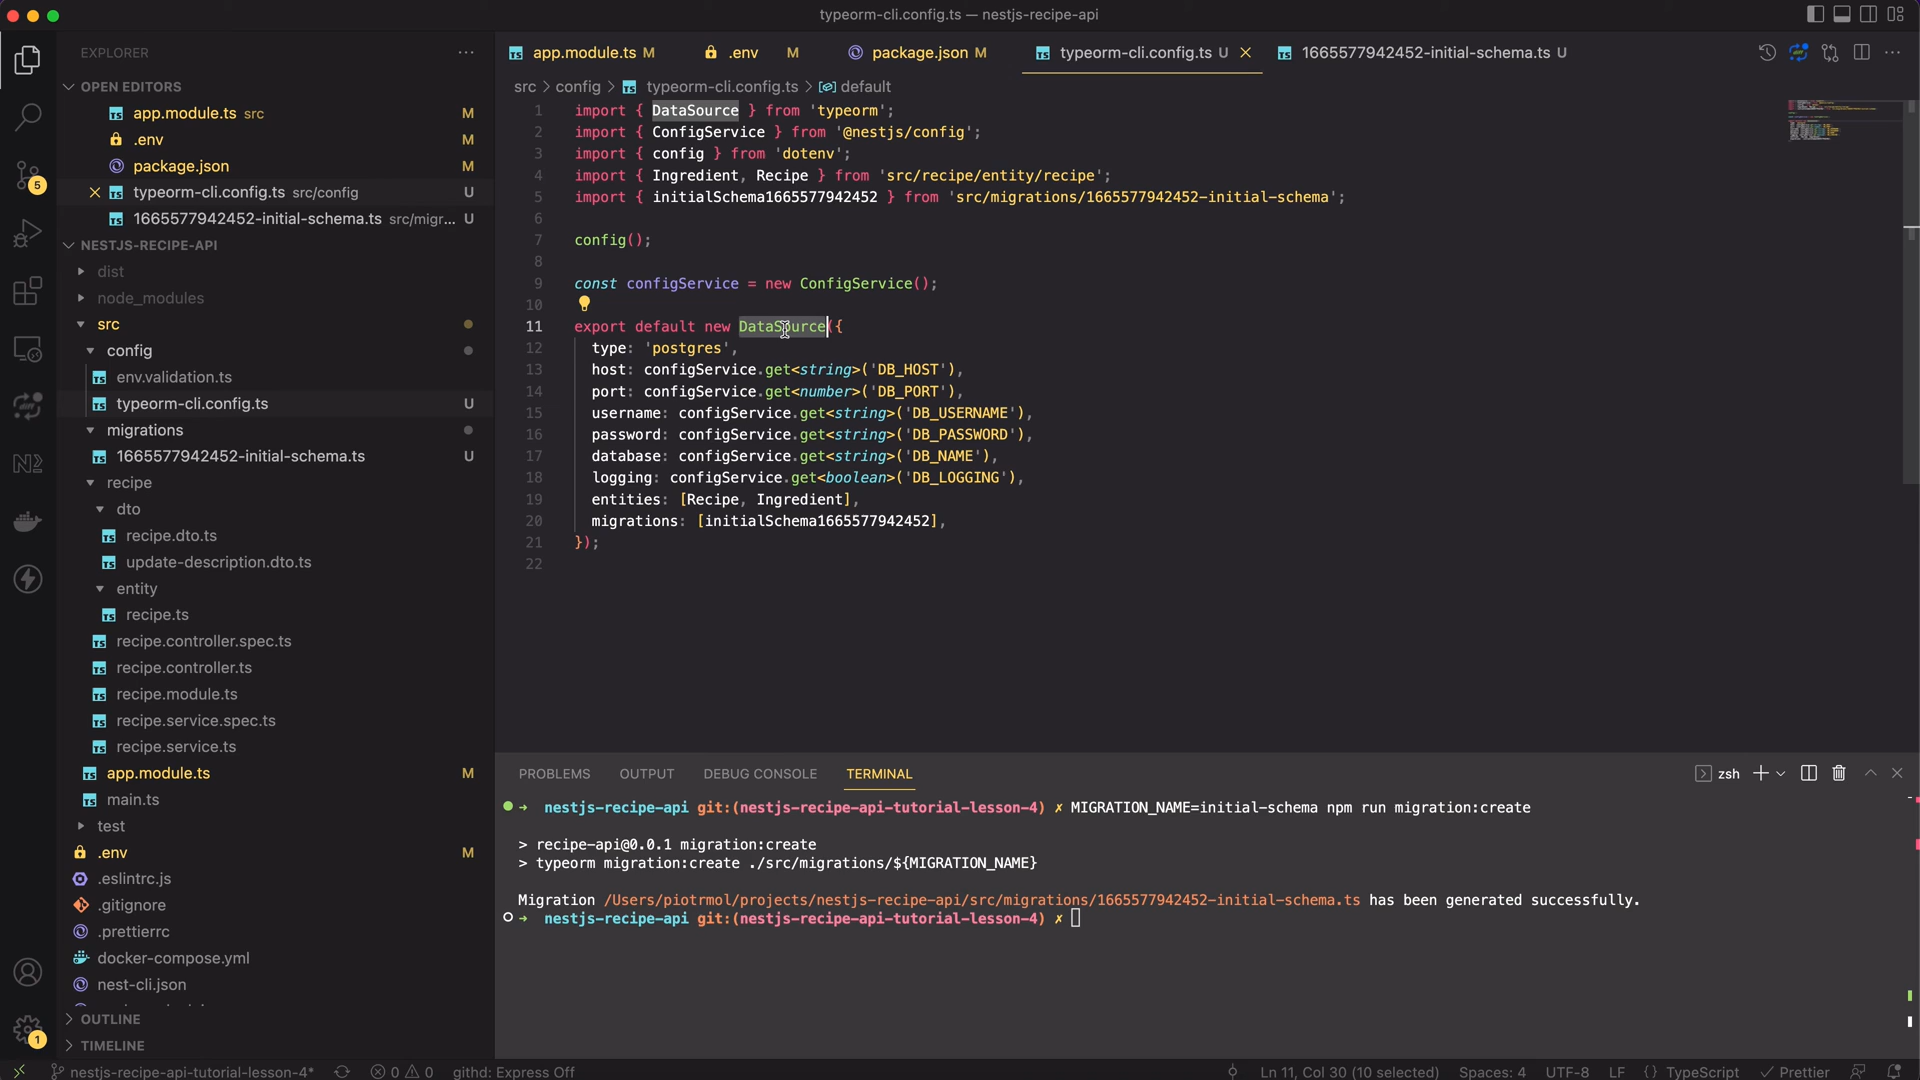 typeorm-cli.config.ts — nestjs-recipe-api
EXPLORER
OPEN EDITORS
app.module.ts src M
.env M
package.json M
typeorm-cli.config.ts src/config U
1665577942452-initial-schema.ts src/migr... U
NESTJS-RECIPE-API
dist
node_modules
src
config
env.validation.ts
typeorm-cli.config.ts U
migrations
1665577942452-initial-schema.ts U
recipe
dto
recipe.dto.ts
update-description.dto.ts
entity
recipe.ts
recipe.controller.spec.ts
recipe.controller.ts
recipe.module.ts
recipe.service.spec.ts
recipe.service.ts
app.module.ts M
main.ts
test
.env M
.eslintrc.js
.gitignore
.prettierrc
docker-compose.yml
nest-cli.json
OUTLINE
TIMELINE
5
1
app.module.ts M .env M package.json M typeorm-cli.config.ts U 1665577942452-initial-schema.ts U
src > config > typeorm-cli.config.ts > default
1 import { DataSource } from 'typeorm';
2 import { ConfigService } from '@nestjs/config';
3 import { config } from 'dotenv';
4 import { Ingredient, Recipe } from 'src/recipe/entity/recipe';
5 import { initialSchema1665577942452 } from 'src/migrations/1665577942452-initial-schema';
6
7 config();
8
9 const configService = new ConfigService();
10
11 export default new DataSource({
12 type: 'postgres',
13 host: configService.get<string>('DB_HOST'),
14 port: configService.get<number>('DB_PORT'),
15 username: configService.get<string>('DB_USERNAME'),
16 password: configService.get<string>('DB_PASSWORD'),
17 database: configService.get<string>('DB_NAME'),
18 logging: configService.get<boolean>('DB_LOGGING'),
19 entities: [Recipe, Ingredient],
20 migrations: [initialSchema1665577942452],
21 });
22
PROBLEMS OUTPUT DEBUG CONSOLE TERMINAL
zsh
nestjs-recipe-api git:(nestjs-recipe-api-tutorial-lesson-4) ✗ MIGRATION_NAME=initial-schema npm run migration:create
> recipe-api@0.0.1 migration:create
> typeorm migration:create ./src/migrations/${MIGRATION_NAME}
Migration /Users/piotrmol/projects/nestjs-recipe-api/src/migrations/1665577942452-initial-schema.ts has been generated successfully.
nestjs-recipe-api git:(nestjs-recipe-api-tutorial-lesson-4) ✗
nestjs-recipe-api-tutorial-lesson-4* 0 0 githd: Express Off Ln 11, Col 30 (10 selected) Spaces: 4 UTF-8 LF {} TypeScript Prettier